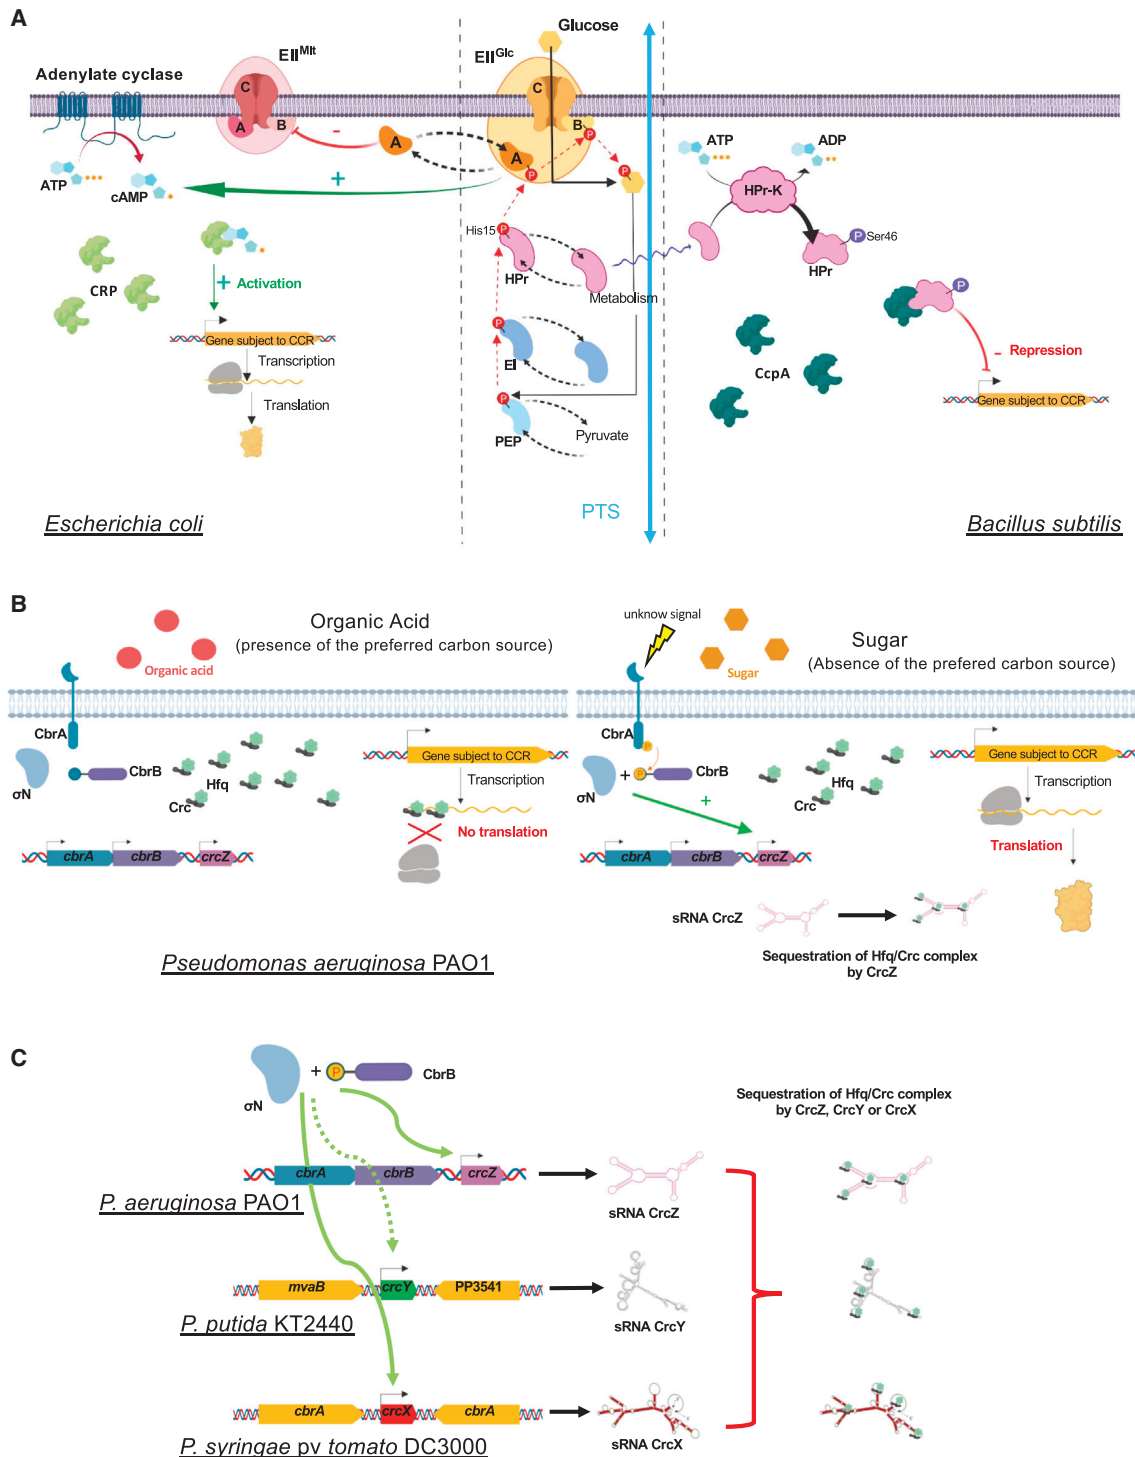 A
Glucose
EII^Mlt
EII^Glc
Adenylate cyclase
C
C
A
B
B
P
A
A
P
P
-
+
ATP
cAMP
ATP
ADP
HPr-K
His15
P
HPr
Metabolism
P
Ser46
HPr
CRP
+ Activation
Gene subject to CCR
Transcription
Translation
P
EI
P
PEP
Pyruvate
P
CcpA
- Repression
Gene subject to CCR
PTS
Escherichia coli
Bacillus subtilis
B
Organic Acid
(presence of the preferred carbon source)
Organic acid
unknow signal
Sugar
Sugar
(Absence of the prefered carbon source)
CbrA
σN
CbrB
Hfq
Crc
Gene subject to CCR
Transcription
No translation
cbrA
cbrB
crcZ
CbrA
P
σN
+
P
CbrB
+
Hfq
Crc
Gene subject to CCR
Transcription
Translation
cbrA
cbrB
crcZ
sRNA CrcZ
Sequestration of Hfq/Crc complex
by CrcZ
Pseudomonas aeruginosa PAO1
C
σN
+
P
CbrB
Sequestration of Hfq/Crc complex
by CrcZ, CrcY or CrcX
cbrA
cbrB
crcZ
P. aeruginosa PAO1
sRNA CrcZ
mvaB
crcY
PP3541
P. putida KT2440
sRNA CrcY
cbrA
crcX
cbrA
P. syringae pv tomato DC3000
sRNA CrcX